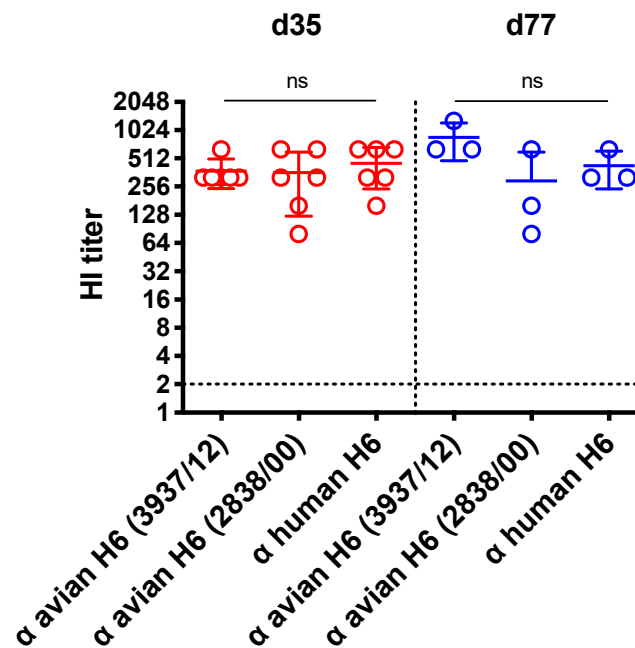 d35
d77
ns
ns
HI titer
2048
1024
512
256
128
64
32
16
8
4
2
1
α avian H6 (3937/12)
α avian H6 (2838/00)
α human H6
α avian H6 (3937/12)
α avian H6 (2838/00)
α human H6